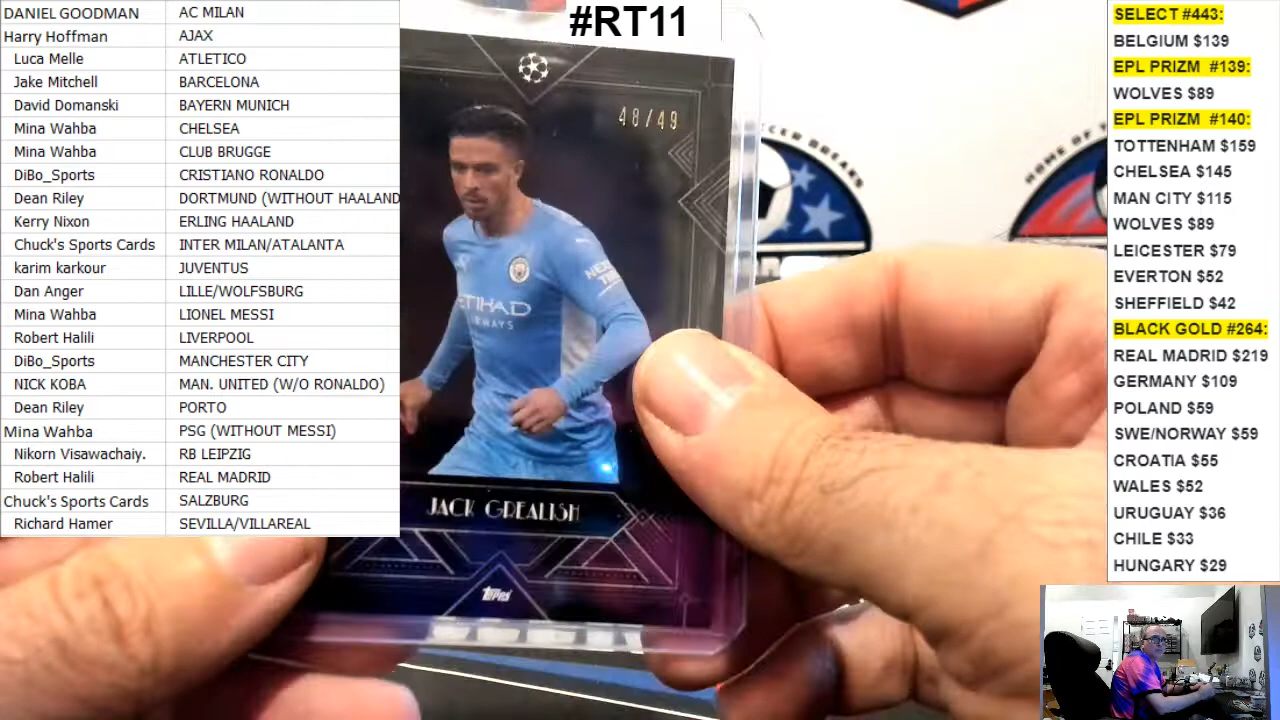 #RT11
DANIEL GOODMAN AC MILAN
Harry Hoffman AJAX
Luca Melle ATLETICO
Jake Mitchell BARCELONA
David Domanski BAYERN MUNICH
Mina Wahba CHELSEA
Mina Wahba CLUB BRUGGE
DiBo_Sports CRISTIANO RONALDO
Dean Riley DORTMUND (WITHOUT HAALAND
Kerry Nixon ERLING HAALAND
Chuck's Sports Cards INTER MILAN/ATALANTA
karim karkour JUVENTUS
Dan Anger LILLE/WOLFSBURG
Mina Wahba LIONEL MESSI
Robert Halili LIVERPOOL
DiBo_Sports MANCHESTER CITY
NICK KOBA MAN. UNITED (W/O RONALDO)
Dean Riley PORTO
Mina Wahba PSG (WITHOUT MESSI)
Nikorn Visawachaiy. RB LEIPZIG
Robert Halili REAL MADRID
Chuck's Sports Cards SALZBURG
Richard Hamer SEVILLA/VILLAREAL
48/49
ETIHAD
AIRWAYS
JACK GREALISH
Topps
SOCCER BREAKS
HOME OF T
SELECT #443:
BELGIUM $139
EPL PRIZM #139:
WOLVES $89
EPL PRIZM #140:
TOTTENHAM $159
CHELSEA $145
MAN CITY $115
WOLVES $89
LEICESTER $79
EVERTON $52
SHEFFIELD $42
BLACK GOLD #264:
REAL MADRID $219
GERMANY $109
POLAND $59
SWE/NORWAY $59
CROATIA $55
WALES $52
URUGUAY $36
CHILE $33
HUNGARY $29